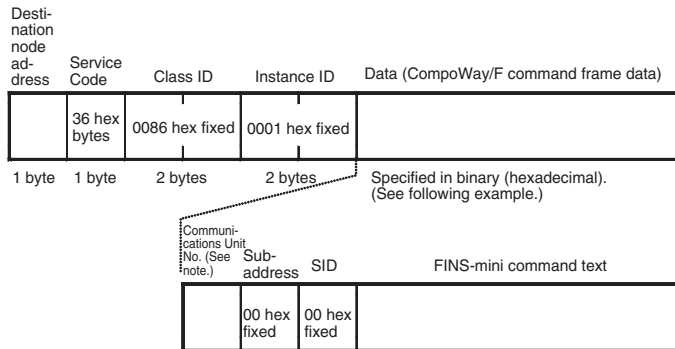 Desti-
nation
node
ad-
dress
Service
Code
Class ID
Instance ID
Data (CompoWay/F command frame data)
36 hex
bytes
0086 hex fixed
0001 hex fixed
1 byte
1 byte
2 bytes
2 bytes
Specified in binary (hexadecimal).
(See following example.)
Communi-
cations Unit
No. (See
note.)
Sub-
address
SID
FINS-mini command text
00 hex
fixed
00 hex
fixed